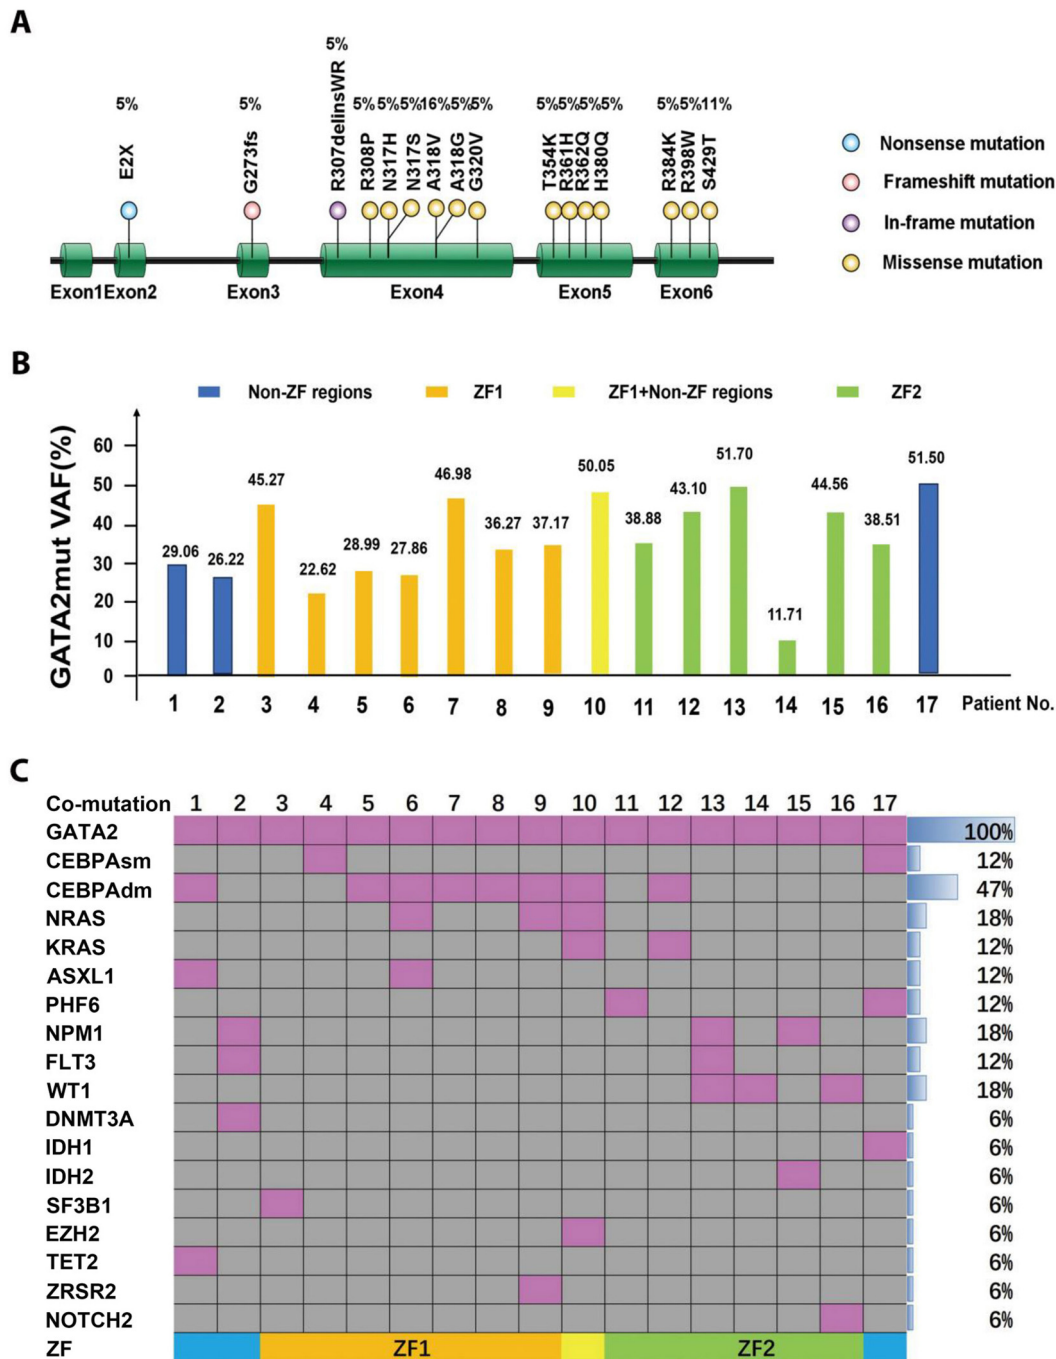 A
5%
5% 5% 5% 5%5%5%16%5%5% 5%5%5%5% 5%5%11%
E2X G273fs R307delinsWR R308P N317H N317S A318V A318G G320V T354K R361H R362Q H380Q R384K R398W S429T
Nonsense mutation
Frameshift mutation
In-frame mutation
Missense mutation
Exon1 Exon2 Exon3 Exon4 Exon5 Exon6
B
Non-ZF regions ZF1 ZF1+Non-ZF regions ZF2
GATA2mut VAF(%)
60
50
40
30
20
10
0
29.06 26.22 45.27 22.62 28.99 27.86 46.98 36.27 37.17 50.05 38.88 43.10 51.70 11.71 44.56 38.51 51.50
1 2 3 4 5 6 7 8 9 10 11 12 13 14 15 16 17 Patient No.
C
Co-mutation 1 2 3 4 5 6 7 8 9 10 11 12 13 14 15 16 17
GATA2 100%
CEBPAsm 12%
CEBPAdm 47%
NRAS 18%
KRAS 12%
ASXL1 12%
PHF6 12%
NPM1 18%
FLT3 12%
WT1 18%
DNMT3A 6%
IDH1 6%
IDH2 6%
SF3B1 6%
EZH2 6%
TET2 6%
ZRSR2 6%
NOTCH2 6%
ZF ZF1 ZF2